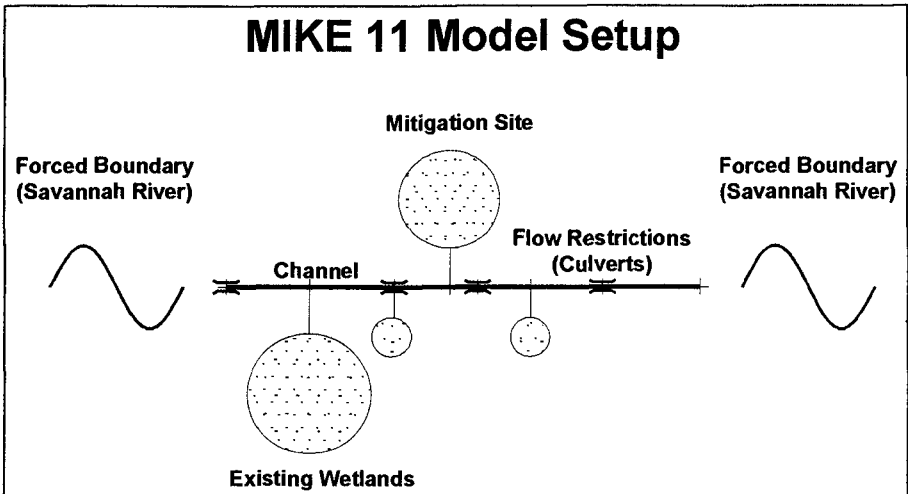 MIKE 11 Model Setup
Mitigation Site
Forced Boundary
(Savannah River)
Forced Boundary
(Savannah River)
Flow Restrictions
(Culverts)
Channel
Existing Wetlands